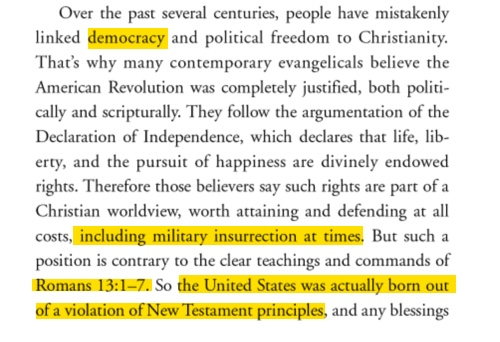 Over the past several centuries, people have mistakenly
linked democracy and political freedom to Christianity.
That's why many contemporary evangelicals believe the
American Revolution was completely justified, both politi-
cally and scripturally. They follow the argumentation of the
Declaration of Independence, which declares that life, lib-
erty, and the pursuit of happiness are divinely endowed
rights. Therefore those believers say such rights are part of a
Christian worldview, worth attaining and defending at all
costs, including military insurrection at times. But such a
position is contrary to the clear teachings and commands of
Romans 13:1–7. So the United States was actually born out
of a violation of New Testament principles, and any blessings